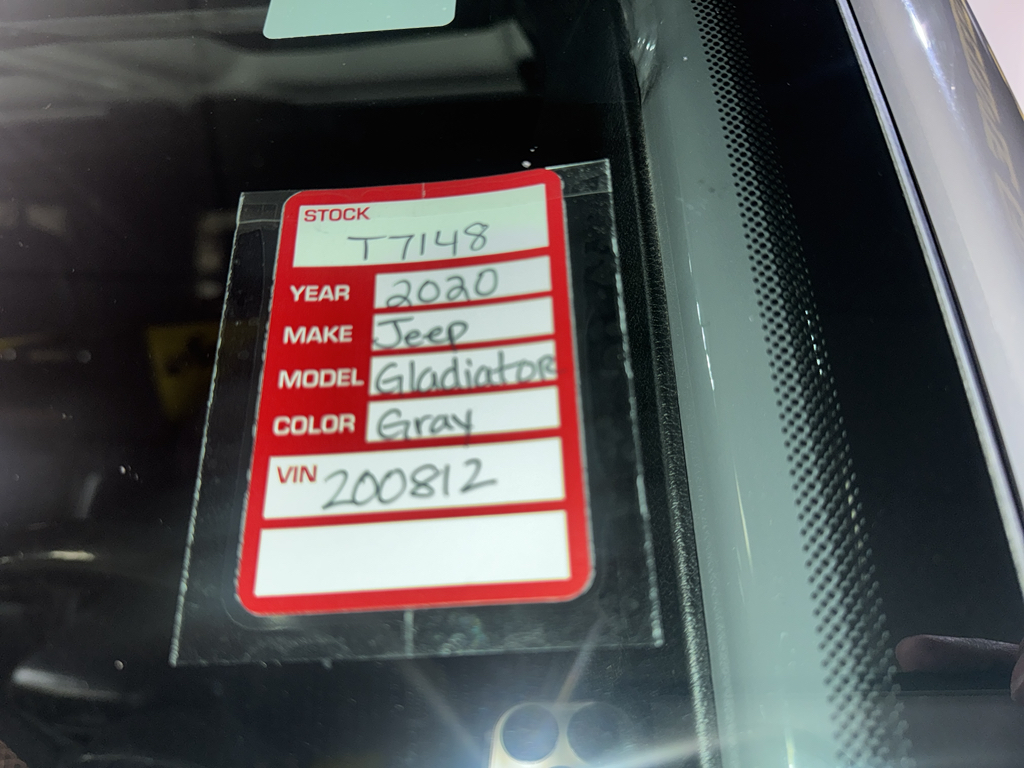 STOCK
T7148
YEAR 2020
MAKE Jeep
MODEL Gladiator
COLOR Gray
VIN 200812